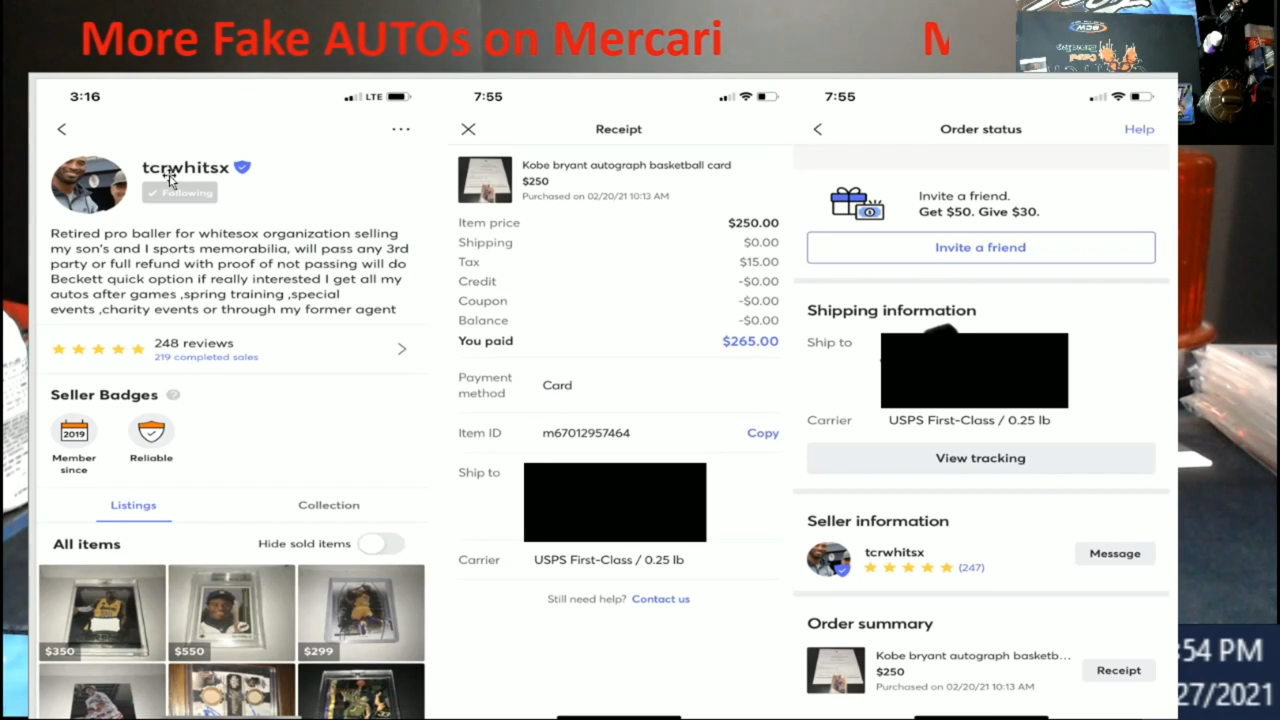 More Fake AUTOs on Mercari
3:16
LTE
tcrwhitsx
Following
Retired pro baller for whitesox organization selling
my son's and I sports memorabilia, will pass any 3rd
party or full refund with proof of not passing will do
Beckett quick option if really interested I get all my
autos after games ,spring training ,special
events ,charity events or through my former agent
248 reviews
219 completed sales
Seller Badges ?
2019
Member
since
Reliable
Listings
Collection
All items
Hide sold items
$350
$550
$299
7:55
Receipt
Kobe bryant autograph basketball card
$250
Purchased on 02/20/21 10:13 AM
Item price $250.00
Shipping $0.00
Tax $15.00
Credit -$0.00
Coupon -$0.00
Balance -$0.00
You paid $265.00
Payment
method
Card
Item ID m67012957464 Copy
Ship to
Carrier USPS First-Class / 0.25 lb
Still need help? Contact us
7:55
Order status
Help
Invite a friend.
Get $50. Give $30.
Invite a friend
Shipping information
Ship to
Carrier USPS First-Class / 0.25 lb
View tracking
Seller information
tcrwhitsx
(247)
Message
Order summary
Kobe bryant autograph basketb...
$250
Purchased on 02/20/21 10:13 AM
Receipt
:54 PM
27/2021